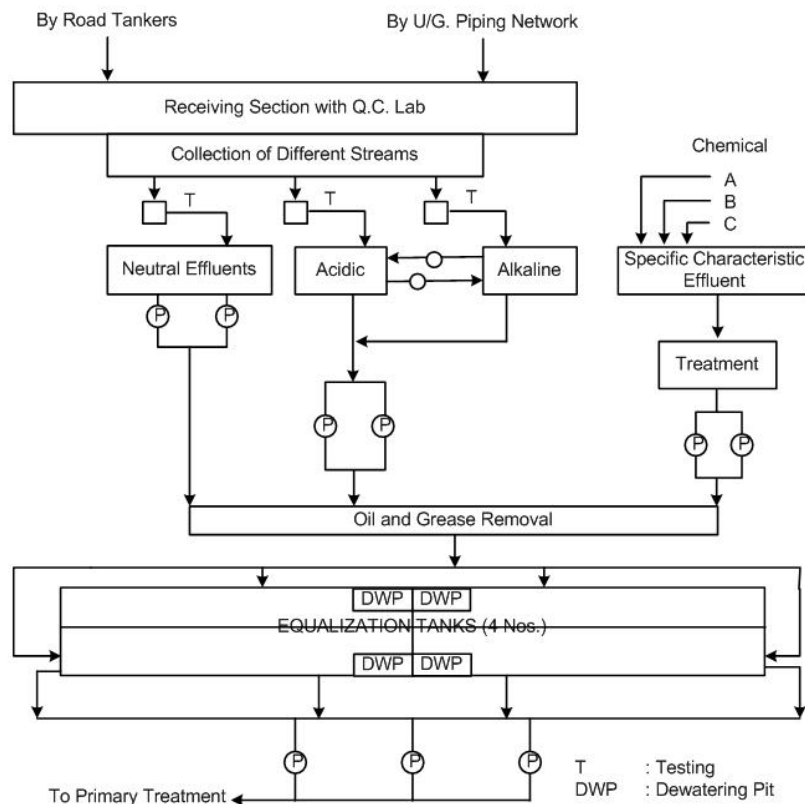 By Road Tankers
By U/G. Piping Network
Receiving Section with Q.C. Lab
Collection of Different Streams
Chemical
T
T
T
A
B
C
Neutral Effluents
Acidic
Alkaline
Specific Characteristic
Effluent
P
P
Treatment
P
P
P
P
Oil and Grease Removal
DWP
DWP
EQUALIZATION TANKS (4 Nos.)
DWP
DWP
P
P
P
T : Testing
DWP : Dewatering Pit
To Primary Treatment